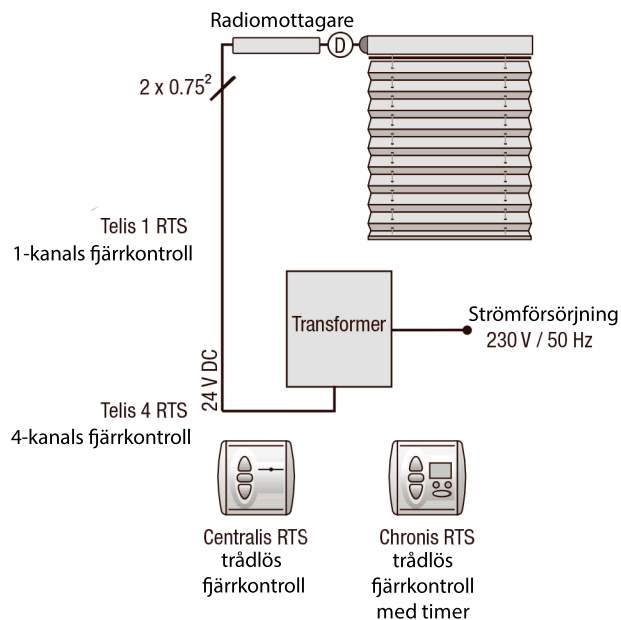 Radiomottagare
D
2 x 0.75²
Telis 1 RTS
1-kanals fjärrkontroll
Transformer
Strömförsörjning
230 V / 50 Hz
24 V DC
Telis 4 RTS
4-kanals fjärrkontroll
Centralis RTS
trådlös
fjärrkontroll
Chronis RTS
trådlös
fjärrkontroll
med timer